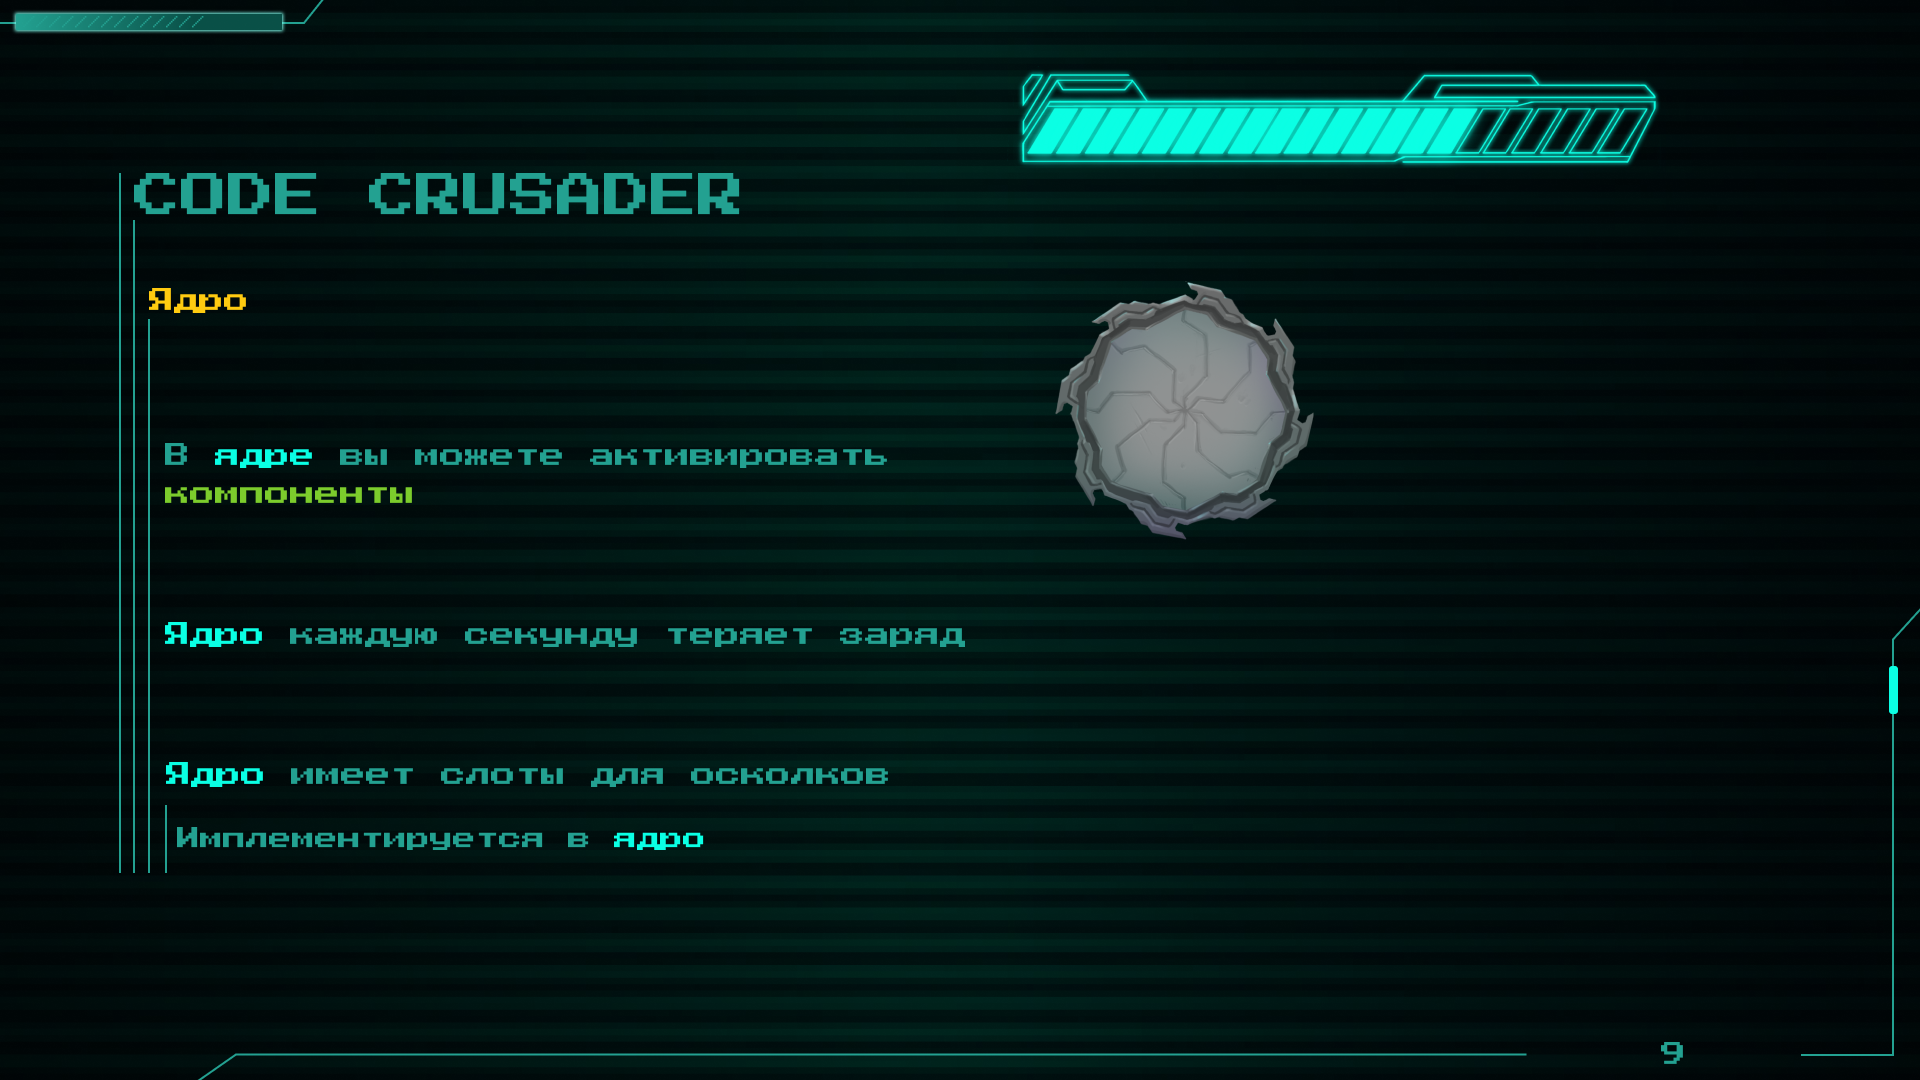 CODE CRUSADER
Ядро
В ядре вы можете активировать
компоненты
Ядро каждую секунду теряет заряд
Ядро имеет слоты для осколков
Имплементируется в ядро
9